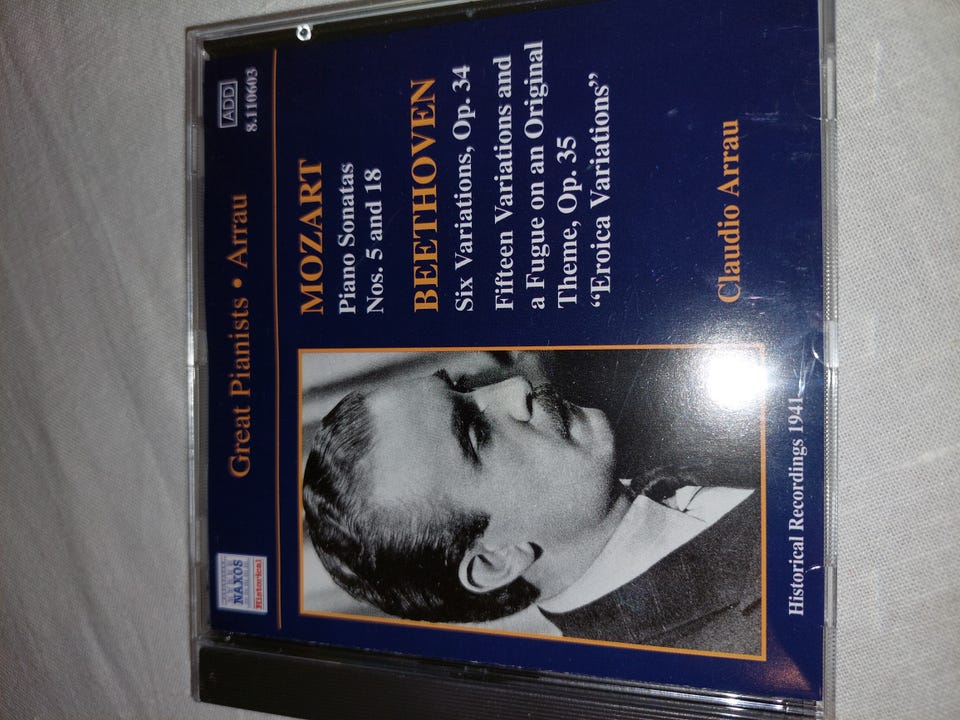 NAXOS
Historical
Great Pianists • Arrau
ADD
8.110603
MOZART
Piano Sonatas
Nos. 5 and 18
BEETHOVEN
Six Variations, Op. 34
Fifteen Variations and
a Fugue on an Original
Theme, Op. 35
“Eroica Variations”
Claudio Arrau
Historical Recordings 1941